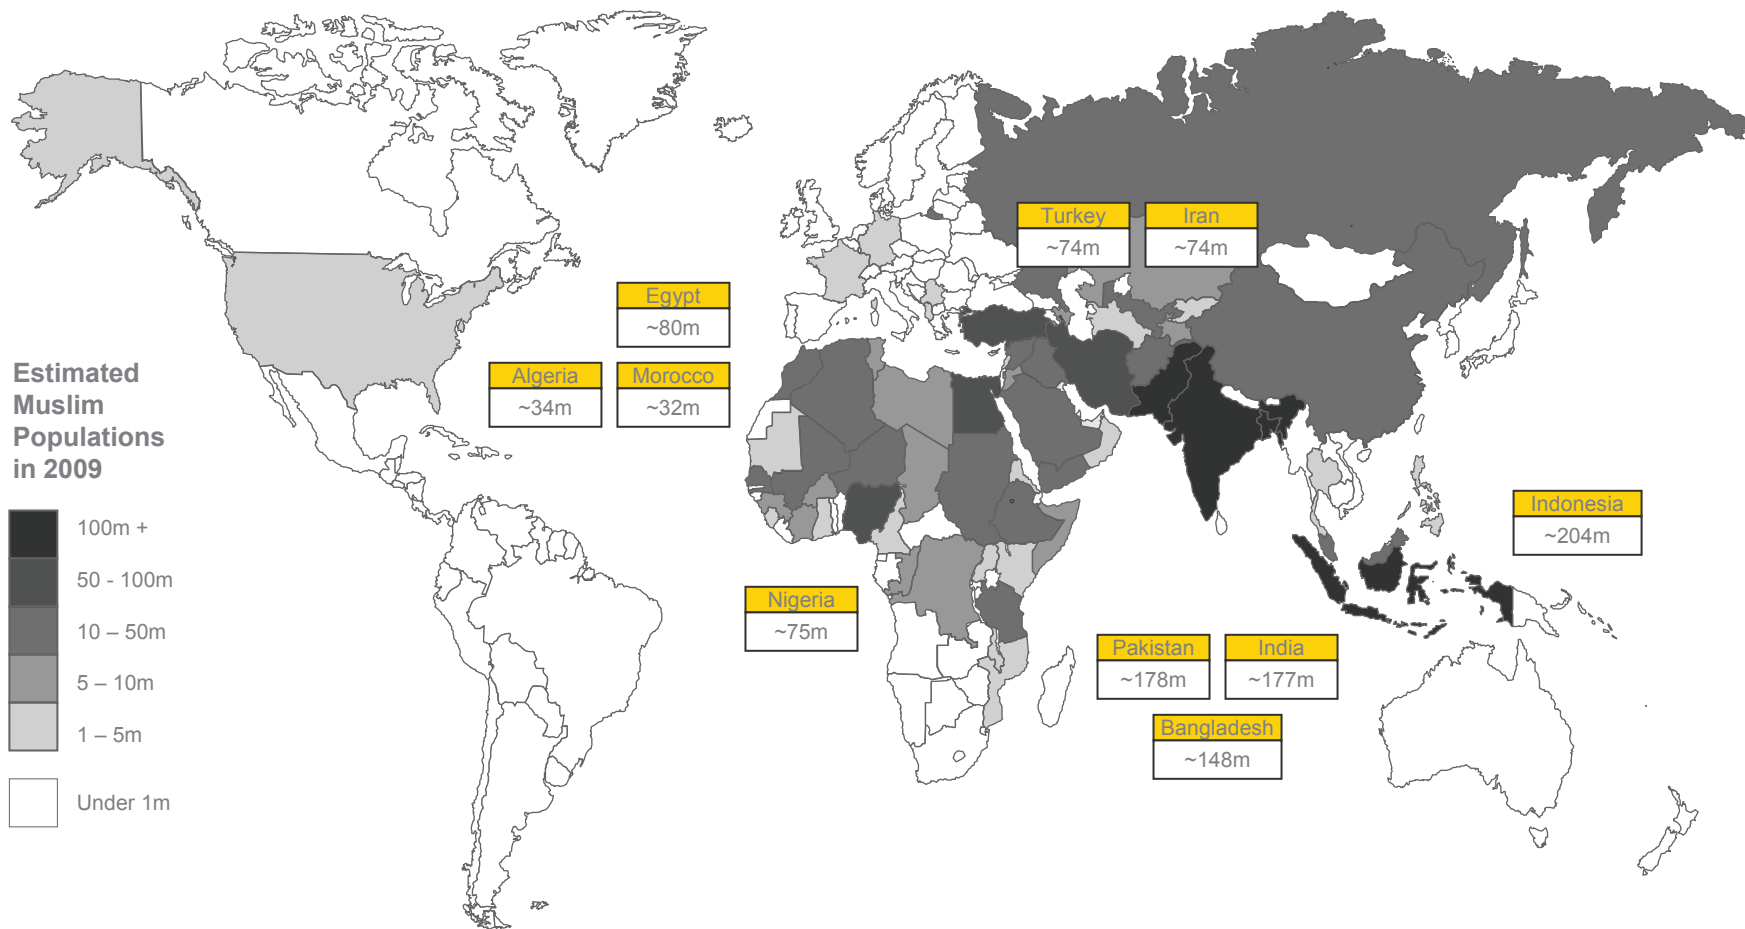 Turkey
~74m
Iran
~74m
Egypt
~80m
Algeria
~34m
Morocco
~32m
Estimated
Muslim
Populations
in 2009
100m +
50 - 100m
10 – 50m
5 – 10m
1 – 5m
Under 1m
Indonesia
~204m
Nigeria
~75m
Pakistan
~178m
India
~177m
Bangladesh
~148m